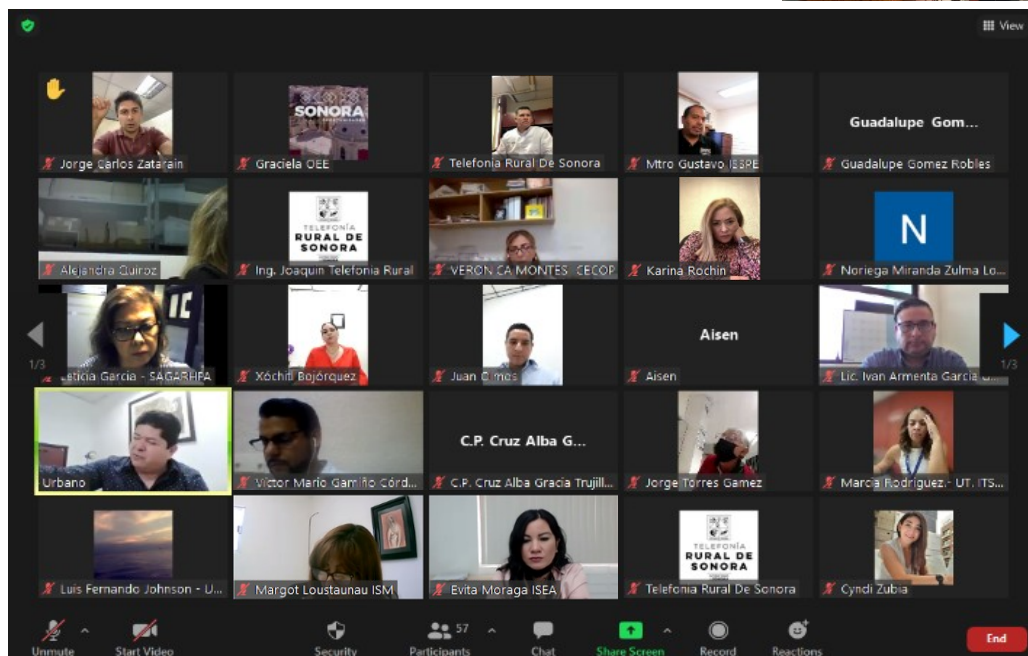 View
Jorge Carlos Zatarain
SONORA
Graciela OEE
Telefonía Rural De Sonora
Mtro Gustavo ISSPE
Guadalupe Gom...
Guadalupe Gomez Robles
Alejandra Quiroz
TELEFONÍA
RURAL DE
SONORA
Ing. Joaquin Telefonía Rural
VERONICA MONTES CECOP
Karina Rochin
N
Noriega Miranda Zulma Lo...
1/3
Leticia Garcia - SAGARHPA
Xóchitl Bojórquez
Juan Olmos
Aisen
Aisen
Lic. Ivan Armenta Garcia
1/3
Urbano
Victor Mario Gamiño Córd...
C.P. Cruz Alba G...
C.P. Cruz Alba Gracia Trujill...
Jorge Torres Gamez
Marcia Rodriguez.- UT. ITS...
Luis Fernando Johnson - U...
Margot Loustaunau ISM
Evita Moraga ISEA
TELEFONÍA
RURAL DE
SONORA
Telefonia Rural De Sonora
Cyndi Zubia
Unmute
Start Video
Security
Participants
57
Chat
Share Screen
Record
Reactions
End